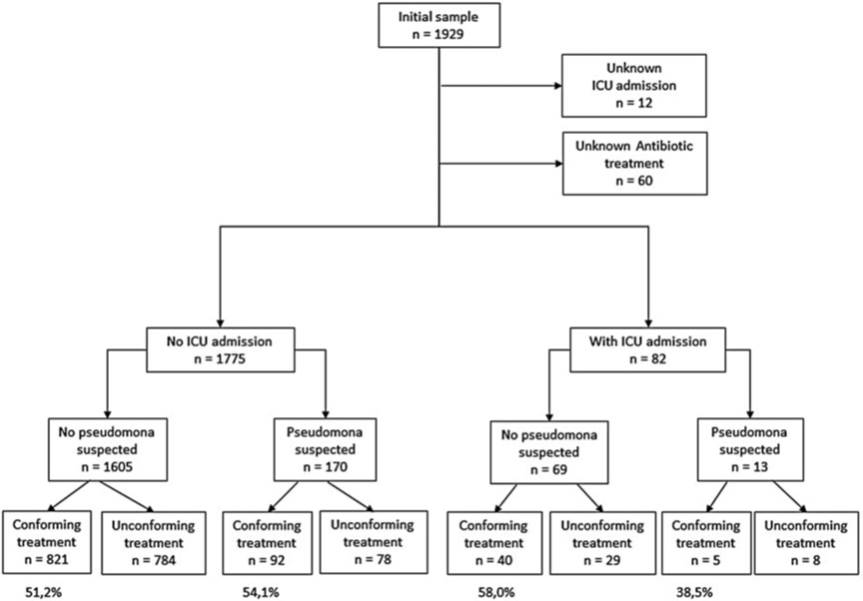 Initial sample
n = 1929
Unknown
ICU admission
n = 12
Unknown Antibiotic
treatment
n = 60
No ICU admission
n = 1775
With ICU admission
n = 82
No pseudomona
suspected
n = 1605
Pseudomona
suspected
n = 170
No pseudomona
suspected
n = 69
Pseudomona
suspected
n = 13
Conforming
treatment
n = 821
Unconforming
treatment
n = 784
Conforming
treatment
n = 92
Unconforming
treatment
n = 78
Conforming
treatment
n = 40
Unconforming
treatment
n = 29
Conforming
treatment
n = 5
Unconforming
treatment
n = 8
51,2%
54,1%
58,0%
38,5%